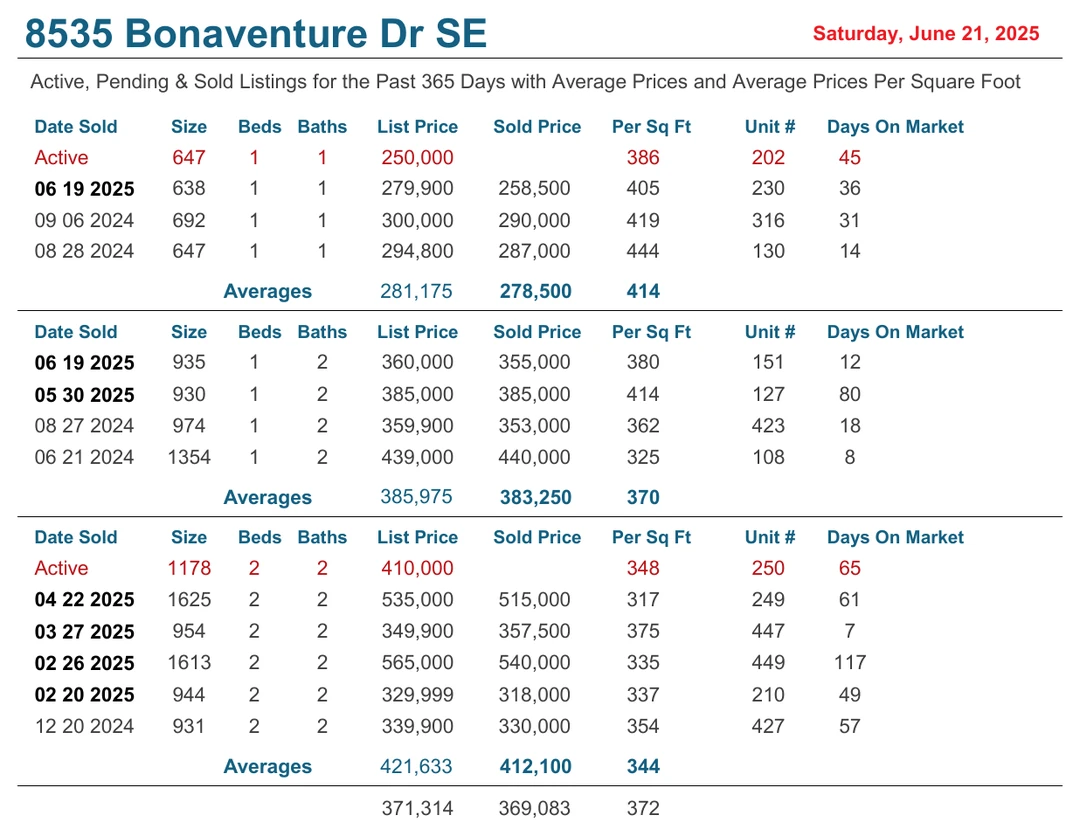 8535 Bonaventure Dr SE Saturday, June 21, 2025
Active, Pending & Sold Listings for the Past 365 Days with Average Prices and Average Prices Per Square Foot
Date Sold Size Beds Baths List Price Sold Price Per Sq Ft Unit # Days On Market
Active 647 1 1 250,000 386 202 45
06 19 2025 638 1 1 279,900 258,500 405 230 36
09 06 2024 692 1 1 300,000 290,000 419 316 31
08 28 2024 647 1 1 294,800 287,000 444 130 14
Averages 281,175 278,500 414
Date Sold Size Beds Baths List Price Sold Price Per Sq Ft Unit # Days On Market
06 19 2025 935 1 2 360,000 355,000 380 151 12
05 30 2025 930 1 2 385,000 385,000 414 127 80
08 27 2024 974 1 2 359,900 353,000 362 423 18
06 21 2024 1354 1 2 439,000 440,000 325 108 8
Averages 385,975 383,250 370
Date Sold Size Beds Baths List Price Sold Price Per Sq Ft Unit # Days On Market
Active 1178 2 2 410,000 348 250 65
04 22 2025 1625 2 2 535,000 515,000 317 249 61
03 27 2025 954 2 2 349,900 357,500 375 447 7
02 26 2025 1613 2 2 565,000 540,000 335 449 117
02 20 2025 944 2 2 329,999 318,000 337 210 49
12 20 2024 931 2 2 339,900 330,000 354 427 57
Averages 421,633 412,100 344
371,314 369,083 372